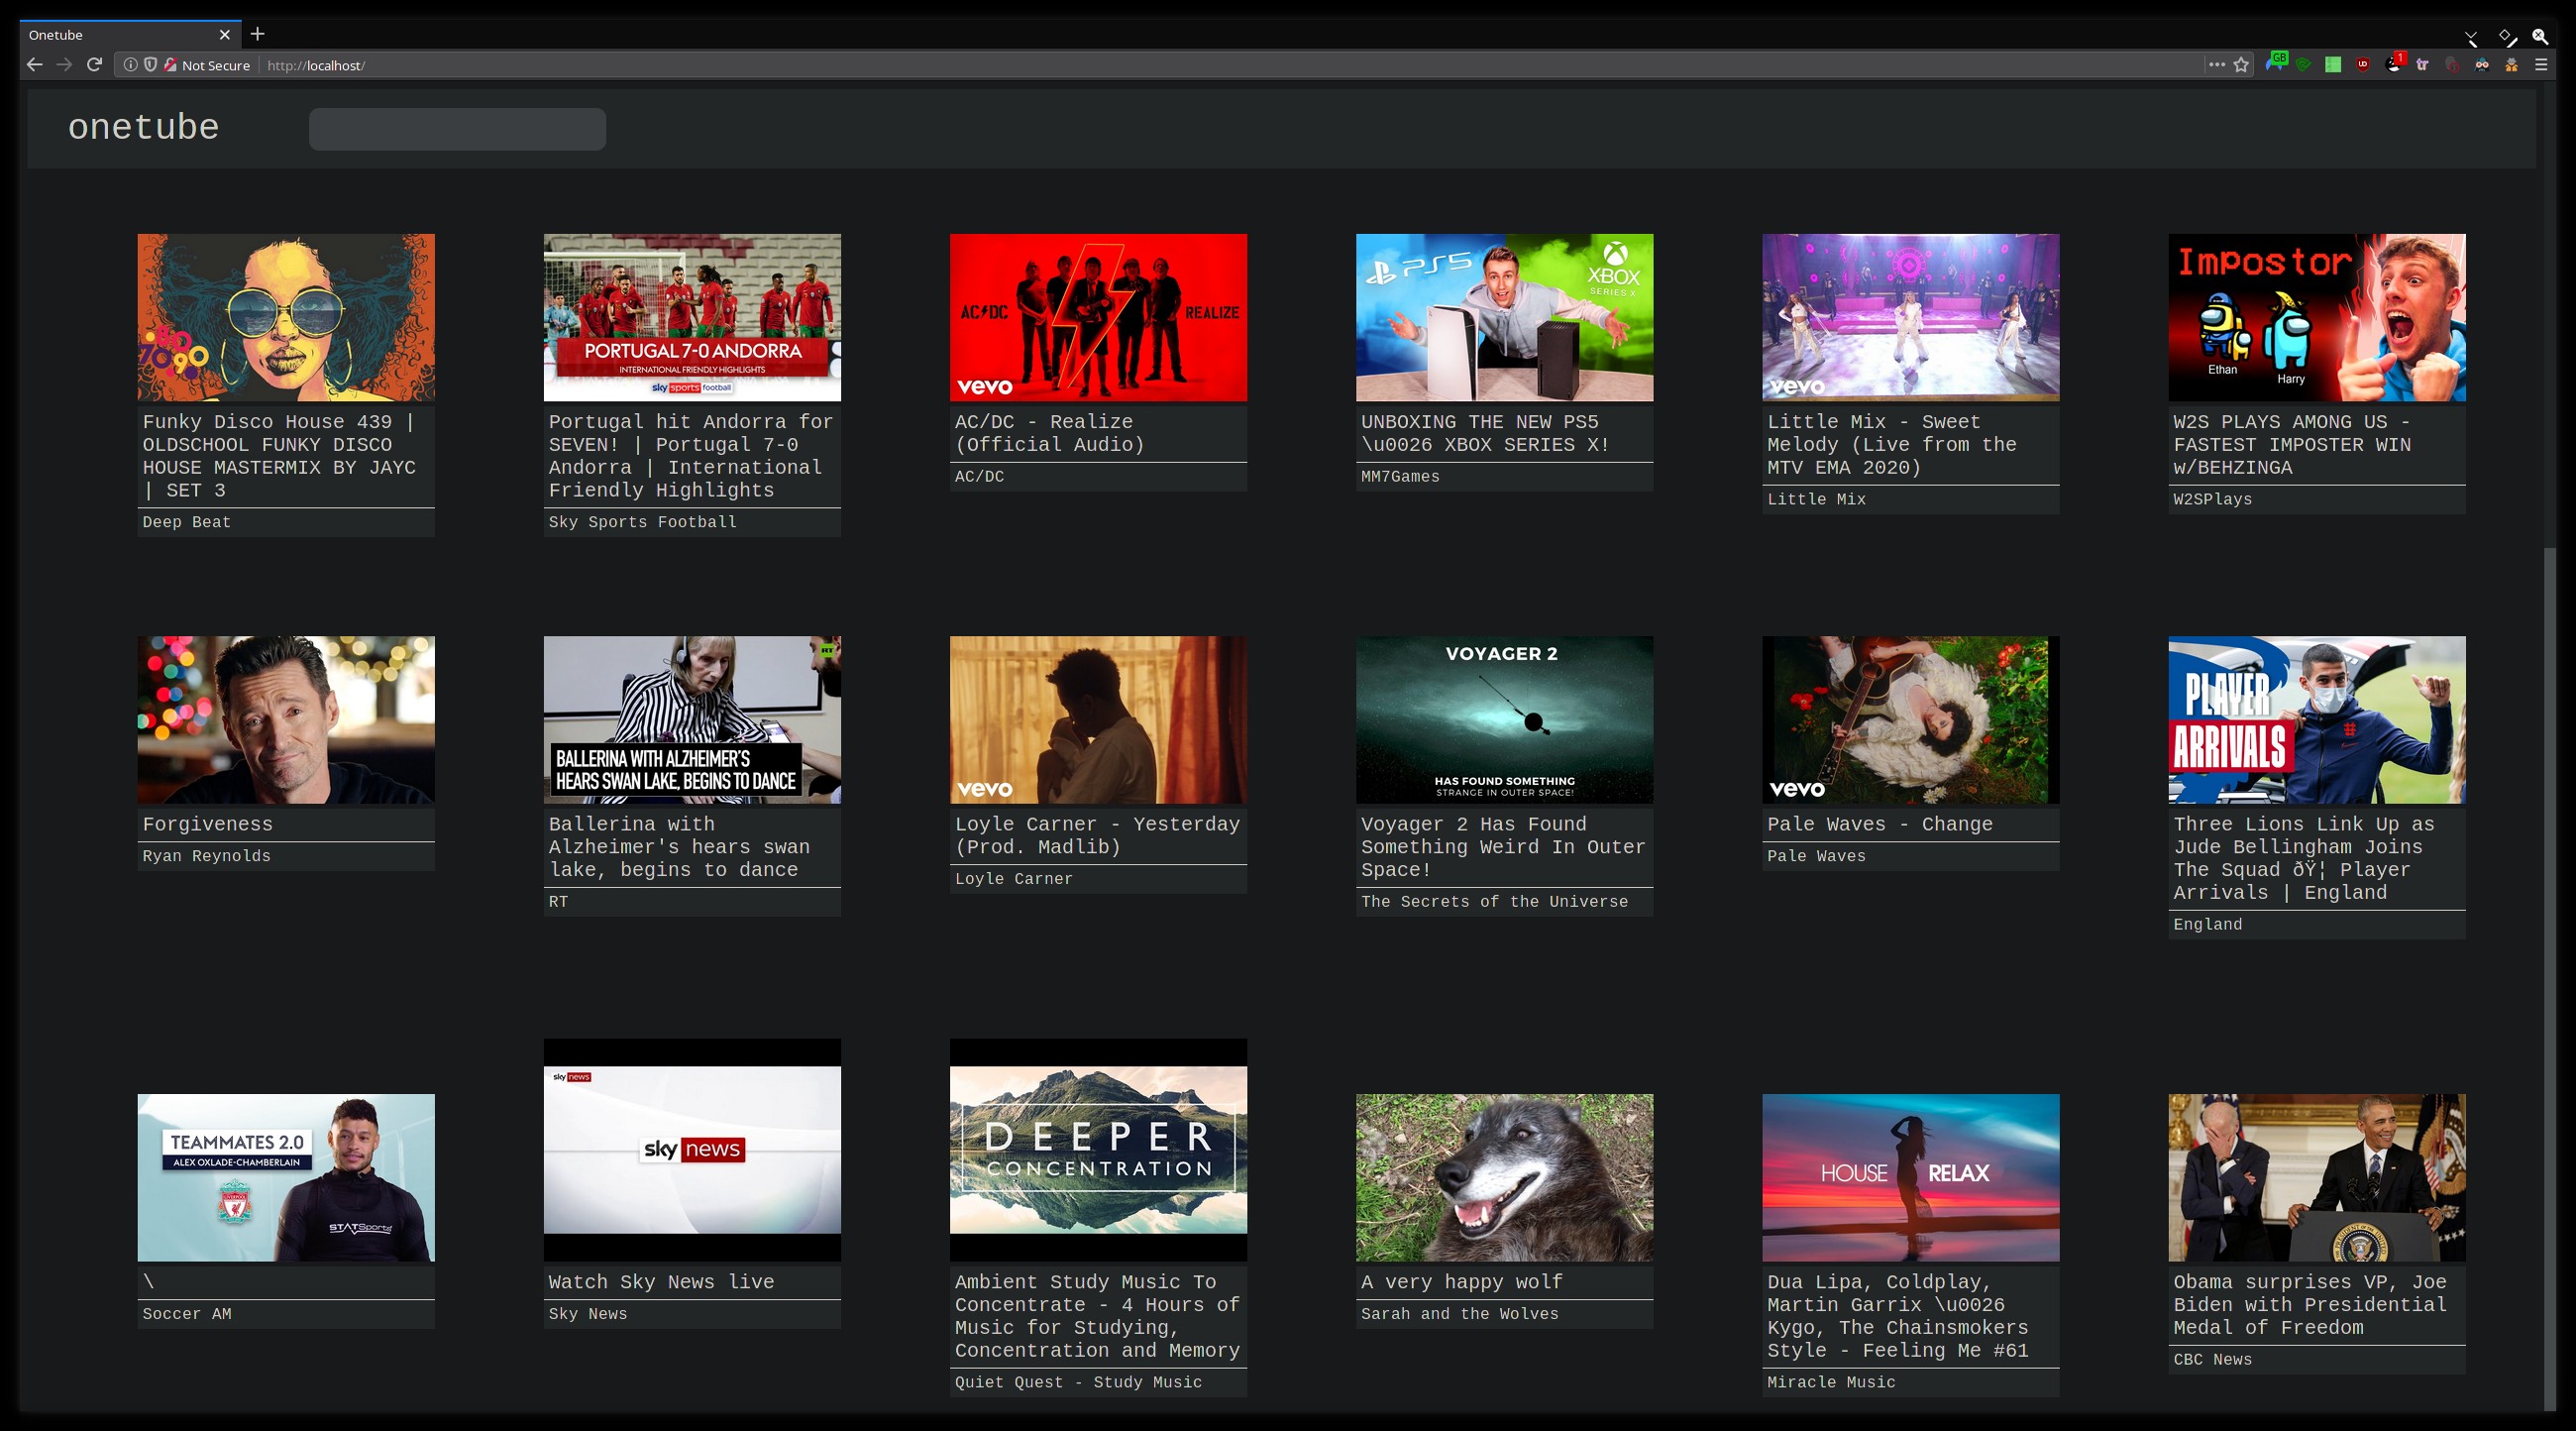 Onetube
Not Secure
http://localhost/
GB
1
onetube
70
80
90
PORTUGAL 7-0 ANDORRA
INTERNATIONAL FRIENDLY HIGHLIGHTS
sky sports football
AC DC
REALIZE
vevo
PS5
XBOX
SERIES X
vevo
Impostor
Ethan
Harry
Funky Disco House 439 |
OLDSCHOOL FUNKY DISCO
HOUSE MASTERMIX BY JAYC
| SET 3
Deep Beat
Portugal hit Andorra for
SEVEN! | Portugal 7-0
Andorra | International
Friendly Highlights
Sky Sports Football
AC/DC - Realize
(Official Audio)
AC/DC
UNBOXING THE NEW PS5
\u0026 XBOX SERIES X!
MM7Games
Little Mix - Sweet
Melody (Live from the
MTV EMA 2020)
Little Mix
W2S PLAYS AMONG US -
FASTEST IMPOSTER WIN
w/BEHZINGA
W2SPlays
RT
BALLERINA WITH ALZHEIMER'S
HEARS SWAN LAKE, BEGINS TO DANCE
vevo
VOYAGER 2
HAS FOUND SOMETHING
STRANGE IN OUTER SPACE!
vevo
PLAYER
ARRIVALS
Forgiveness
Ryan Reynolds
Ballerina with
Alzheimer's hears swan
lake, begins to dance
RT
Loyle Carner - Yesterday
(Prod. Madlib)
Loyle Carner
Voyager 2 Has Found
Something Weird In Outer
Space!
The Secrets of the Universe
Pale Waves - Change
Pale Waves
Three Lions Link Up as
Jude Bellingham Joins
The Squad ðŸ¦ Player
Arrivals | England
England
TEAMMATES 2.0
ALEX OXLADE-CHAMBERLAIN
STATSports
sky news
sky news
DEEPER
CONCENTRATION
HOUSE RELAX
\
Soccer AM
Watch Sky News live
Sky News
Ambient Study Music To
Concentrate - 4 Hours of
Music for Studying,
Concentration and Memory
Quiet Quest - Study Music
A very happy wolf
Sarah and the Wolves
Dua Lipa, Coldplay,
Martin Garrix \u0026
Kygo, The Chainsmokers
Style - Feeling Me #61
Miracle Music
Obama surprises VP, Joe
Biden with Presidential
Medal of Freedom
CBC News